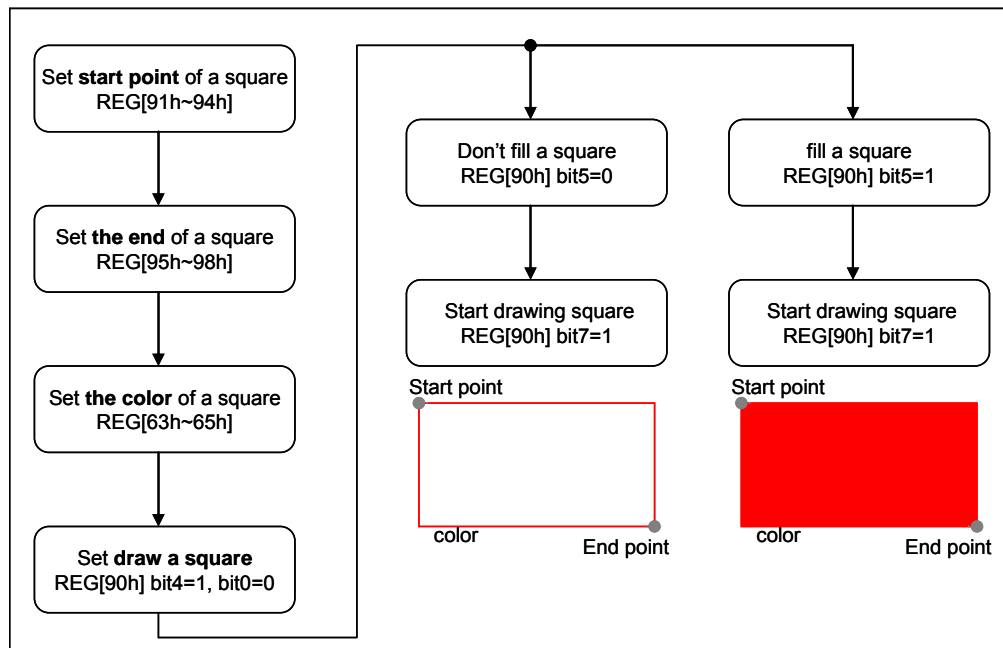 Set start point of a square
REG[91h~94h]
Set the end of a square
REG[95h~98h]
Set the color of a square
REG[63h~65h]
Set draw a square
REG[90h] bit4=1, bit0=0
Don't fill a square
REG[90h] bit5=0
Start drawing square
REG[90h] bit7=1
Start point
color
End point
fill a square
REG[90h] bit5=1
Start drawing square
REG[90h] bit7=1
Start point
color
End point